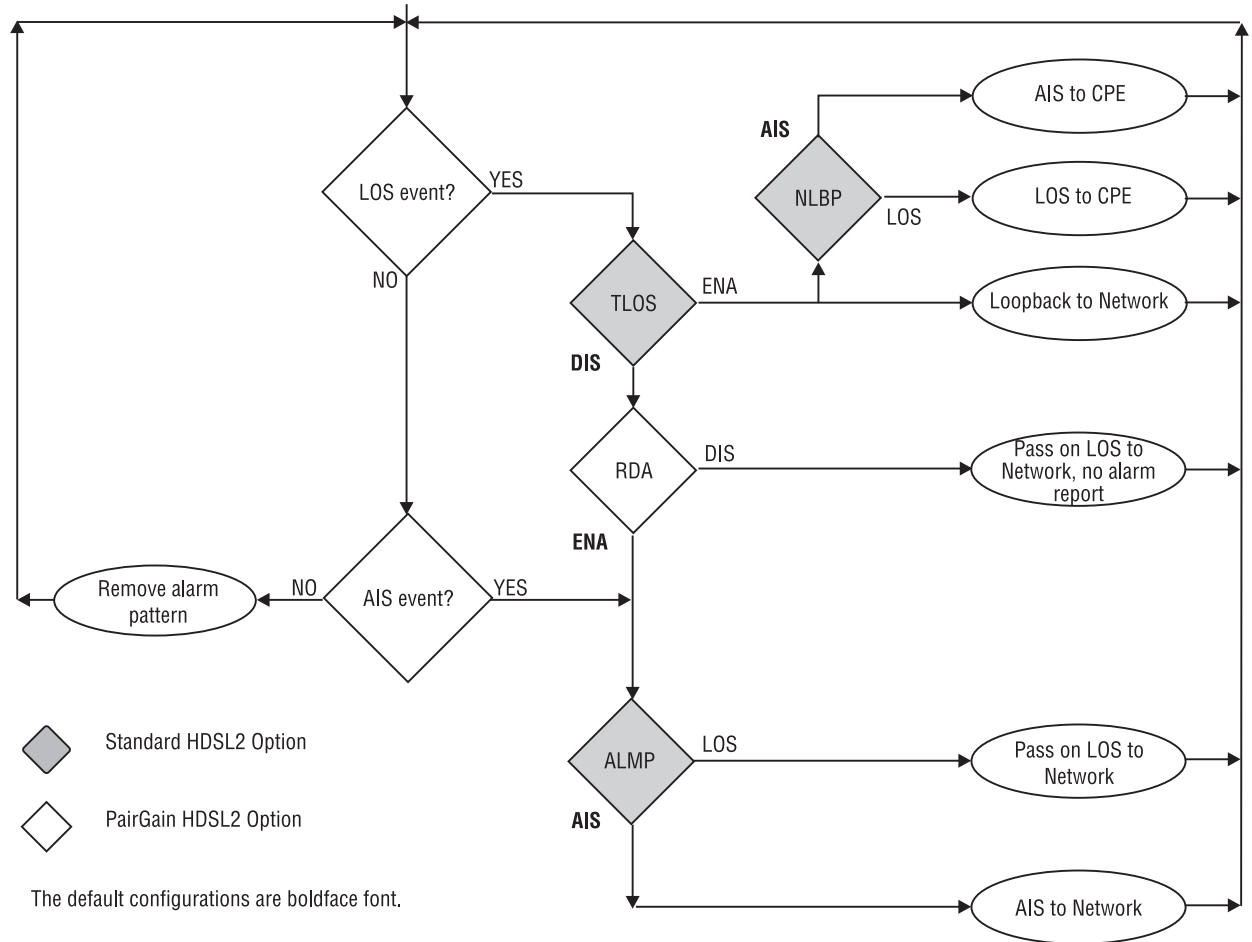 AIS to CPE
AIS
LOS event?
YES
NLBP
LOS
LOS to CPE
NO
TLOS
ENA
Loopback to Network
DIS
RDA
DIS
Pass on LOS to
Network, no alarm
report
ENA
Remove alarm
pattern
NO
AIS event?
YES
Standard HDSL2 Option
ALMP
LOS
Pass on LOS to
Network
PairGain HDSL2 Option
AIS
The default configurations are boldface font.
AIS to Network